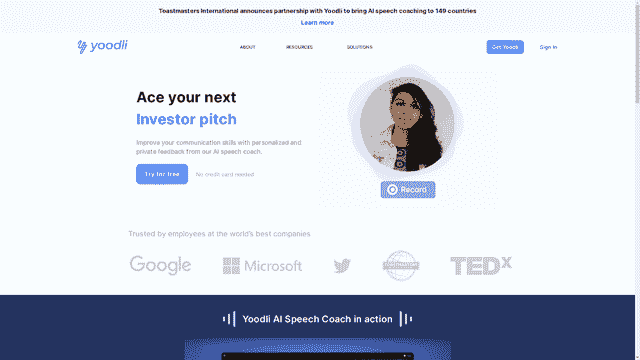 Toastmasters International announces partnership with Yoodli to bring AI speech coaching to 149 countries
Learn more
yoodli
ABOUT
RESOURCES
SOLUTIONS
Get Yoodli
Sign In
Ace your next
Investor pitch
Improve your communication skills with personalized and
private feedback from our AI speech coach.
Try for free
No credit card needed
Record
Trusted by employees at the world's best companies
Google
Microsoft
TEDx
Yoodli AI Speech Coach in action